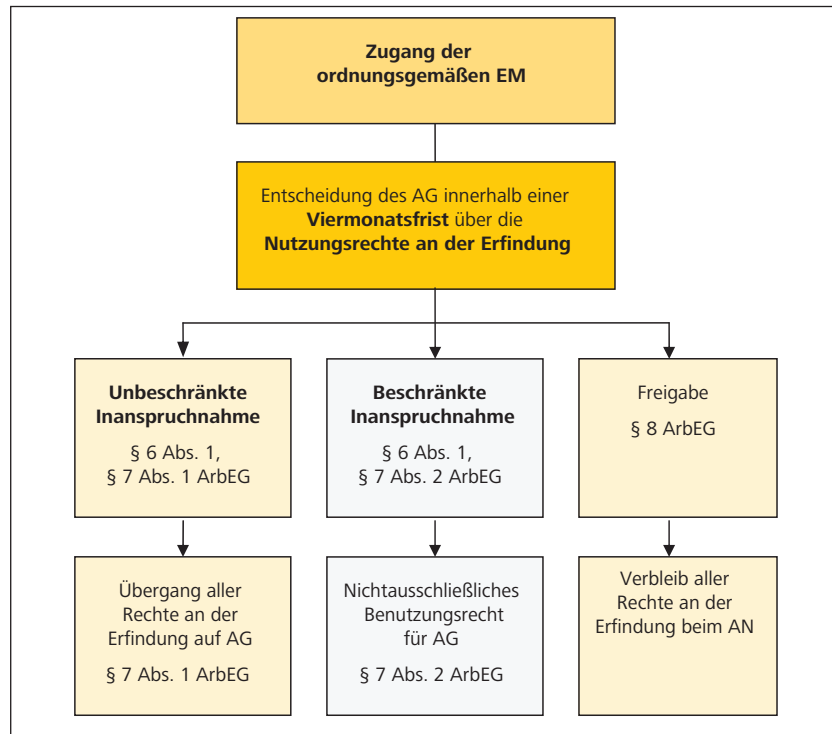 Zugang der
ordnungsgemäßen EM
Entscheidung des AG innerhalb einer
Viermonatsfrist über die
Nutzungsrechte an der Erfindung
Unbeschränkte
Inanspruchnahme
§ 6 Abs. 1,
§ 7 Abs. 1 ArbEG
Beschränkte
Inanspruchnahme
§ 6 Abs. 1,
§ 7 Abs. 2 ArbEG
Freigabe
§ 8 ArbEG
Übergang aller
Rechte an der
Erfindung auf AG
§ 7 Abs. 1 ArbEG
Nichtausschließliches
Benutzungsrecht
für AG
§ 7 Abs. 2 ArbEG
Verbleib aller
Rechte an der
Erfindung beim AN